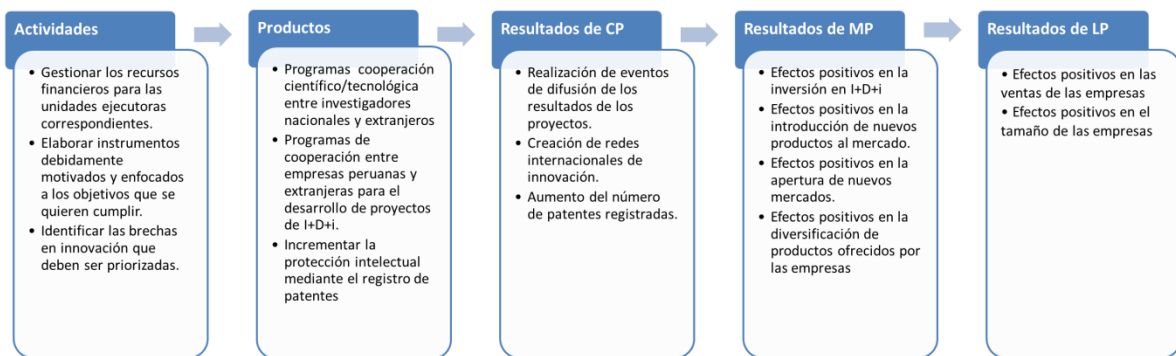 Actividades
• Gestionar los recursos
financieros para las
unidades ejecutoras
correspondientes.
• Elaborar instrumentos
debidamente
motivados y enfocados
a los objetivos que se
quieren cumplir.
• Identificar las brechas
en innovación que
deben ser priorizadas.
Productos
• Programas cooperación
científico/tecnológica
entre investigadores
nacionales y extranjeros
• Programas de
cooperación entre
empresas peruanas y
extranjeras para el
desarrollo de proyectos
de I+D+i.
• Incrementar la
protección intelectual
mediante el registro de
patentes
Resultados de CP
• Realización de eventos
de difusión de los
resultados de los
proyectos.
• Creación de redes
internacionales de
innovación.
• Aumento del número
de patentes registradas.
Resultados de MP
• Efectos positivos en la
inversión en I+D+i
• Efectos positivos en la
introducción de nuevos
productos al mercado.
• Efectos positivos en la
apertura de nuevos
mercados.
• Efectos positivos en la
diversificación de
productos ofrecidos por
las empresas
Resultados de LP
• Efectos positivos en las
ventas de las empresas
• Efectos positivos en el
tamaño de las empresas